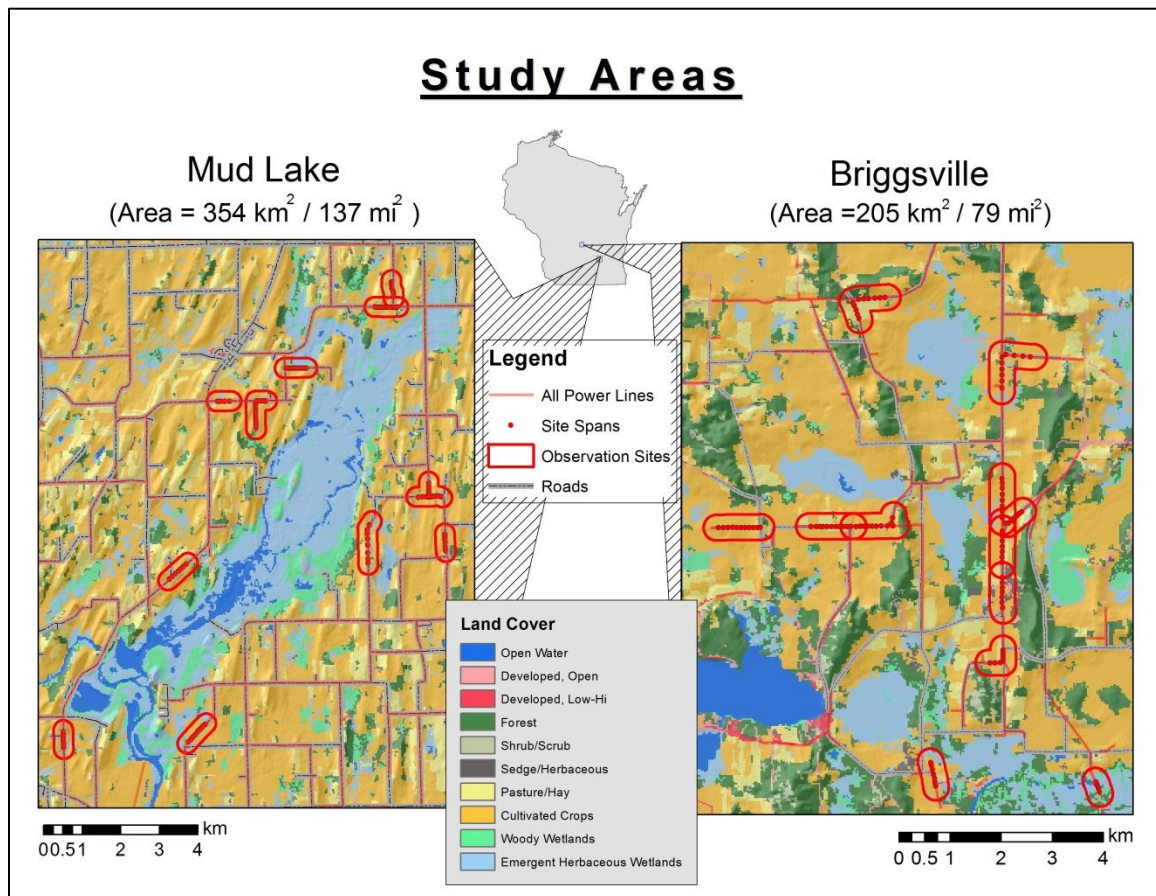 Study Areas
Mud Lake
(Area = 354 km² / 137 mi² )
Briggsville
(Area =205 km² / 79 mi²)
Legend
All Power Lines
Site Spans
Observation Sites
Roads
Land Cover
Open Water
Developed, Open
Developed, Low-Hi
Forest
Shrub/Scrub
Sedge/Herbaceous
Pasture/Hay
Cultivated Crops
Woody Wetlands
Emergent Herbaceous Wetlands
km
00.51 2 3 4
km
0 0.5 1 2 3 4